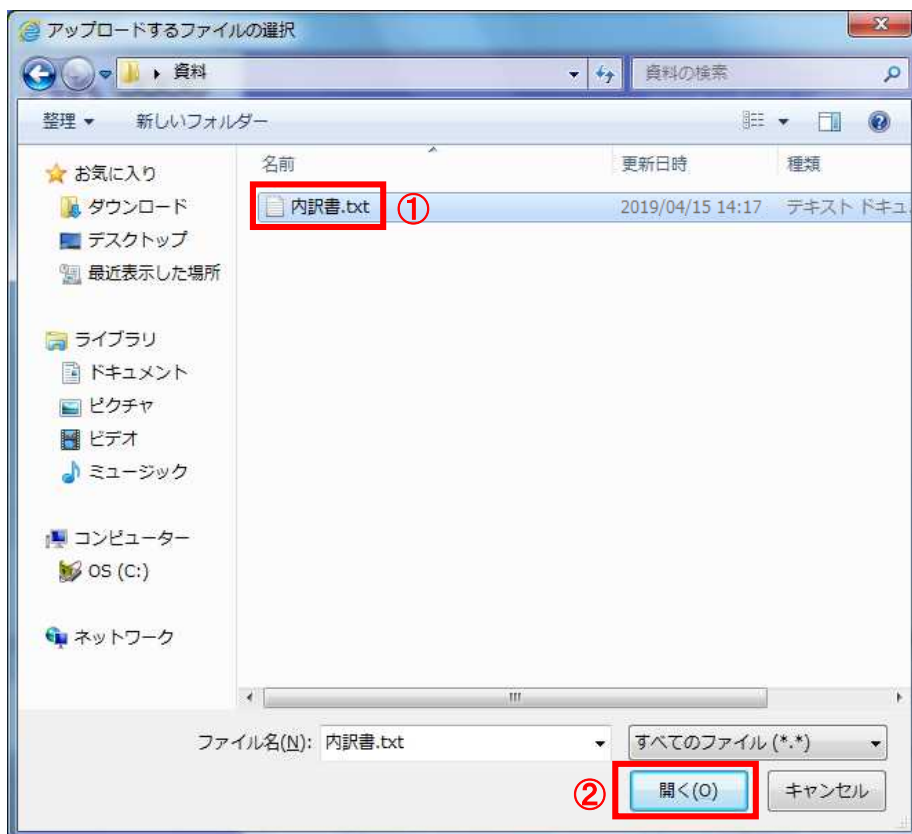 アップロードするファイルの選択
資料
資料の検索
整理
新しいフォルダー
名前
更新日時
種類
お気に入り
ダウンロード
デスクトップ
最近表示した場所
内訳書.txt
①
2019/04/15 14:17
テキスト ドキュ
ライブラリ
ドキュメント
ピクチャ
ビデオ
ミュージック
コンピューター
OS (C:)
ネットワーク
ファイル名(N):
内訳書.txt
すべてのファイル (*.*)
②
開く(O)
キャンセル